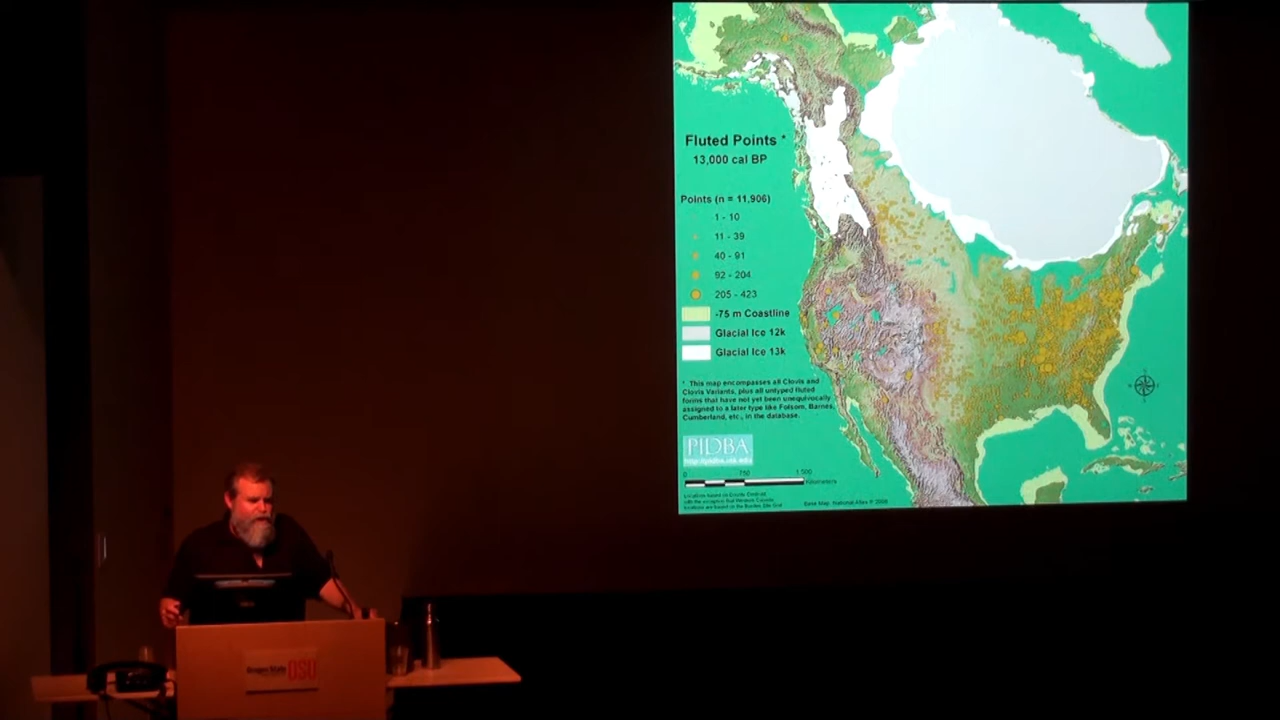 Fluted Points *
13,000 cal BP
Points (n = 11,906)
1 - 10
11 - 39
40 - 91
92 - 204
205 - 423
-75 m Coastline
Glacial Ice 12k
Glacial Ice 13k
* This map encompasses all Clovis and
Clovis Variants, plus all untyped fluted
forms that have not yet been unequivocally
assigned to a later type like Folsom, Barnes,
Cumberland, etc., in the database.
PIDBA
0 750 1,500
Kilometers
Base Map: National Atlas © 2008
Oregon State
OSU